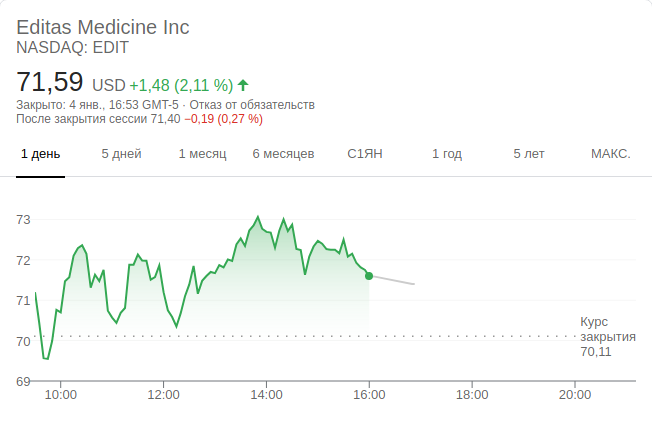 Editas Medicine Inc
NASDAQ: EDIT
71,59 USD +1,48 (2,11 %)
Закрыто: 4 янв., 16:53 GMT-5 · Отказ от обязательств
После закрытия сессии 71,40 −0,19 (0,27 %)
1 день 5 дней 1 месяц 6 месяцев С1ЯН 1 год 5 лет МАКС.
73
72
71
70
69
Курс
закрытия
70,11
10:00 12:00 14:00 16:00 18:00 20:00